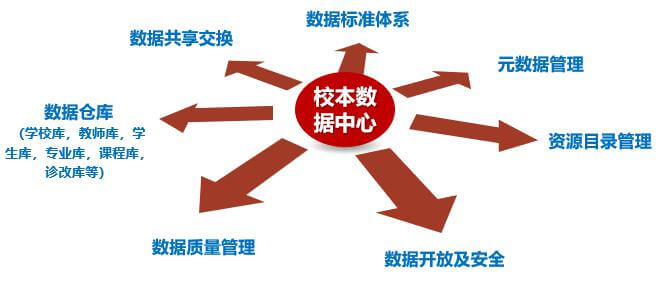 数据标准体系
数据共享交换
元数据管理
校本数
据中心
数据仓库
（学校库，教师库，学
生库，专业库，课程库，
诊改库等）
资源目录管理
数据质量管理
数据开放及安全